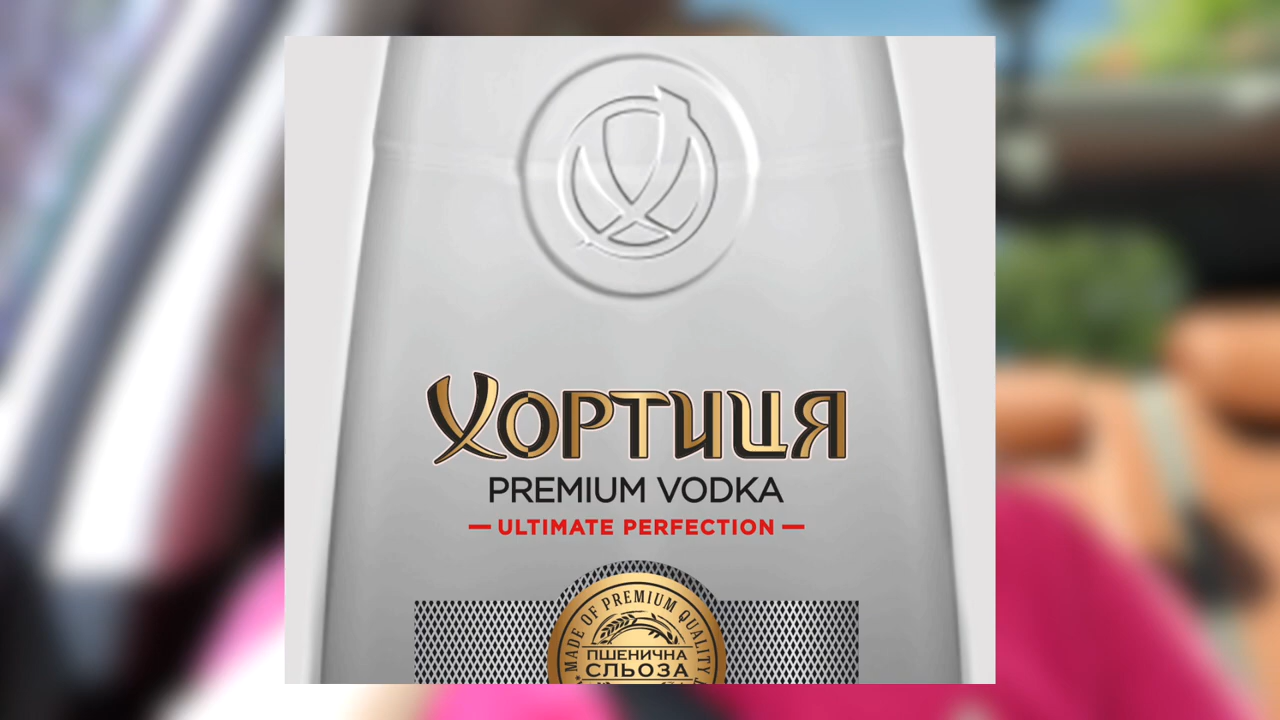 ХОРТИЦЯ
PREMIUM VODKA
ULTIMATE PERFECTION
MADE OF PREMIUM QUALITY
ПШЕНИЧНА
СЛЬОЗА